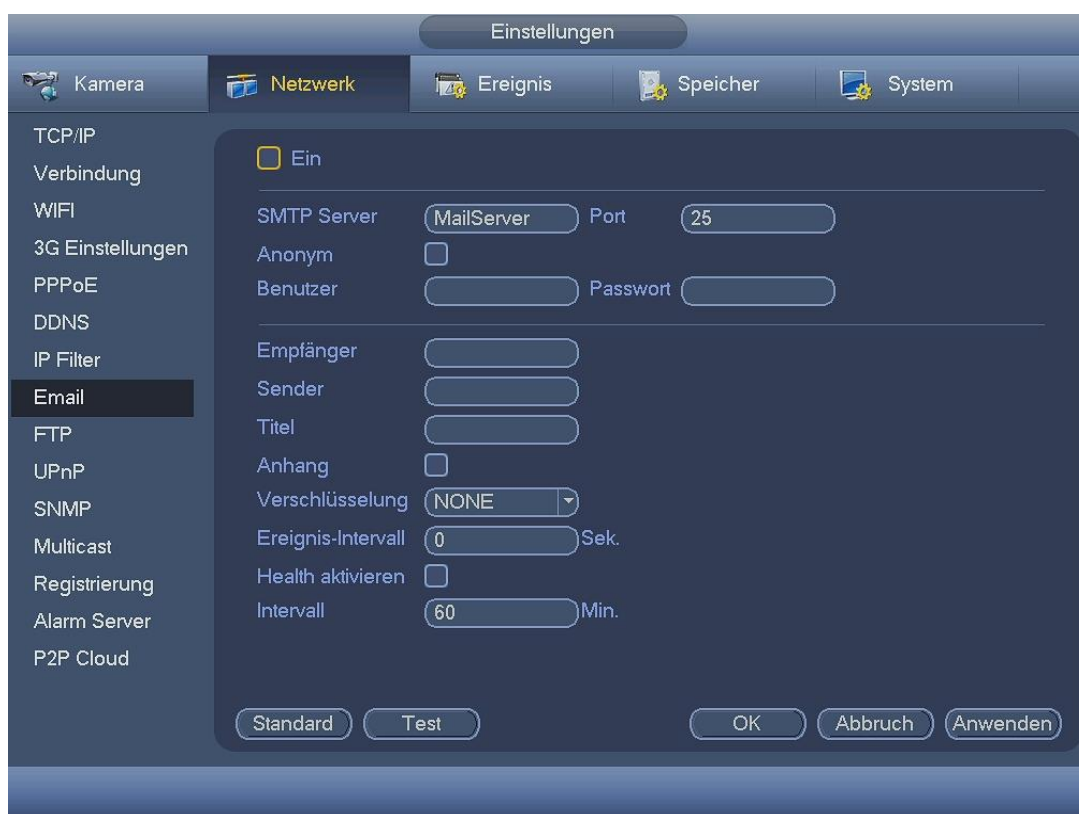 Einstellungen
Kamera Netzwerk Ereignis Speicher System
TCP/IP
Verbindung
WIFI
3G Einstellungen
PPPoE
DDNS
IP Filter
Email
FTP
UPnP
SNMP
Multicast
Registrierung
Alarm Server
P2P Cloud
Ein
SMTP Server MailServer Port 25
Anonym
Benutzer Passwort
Empfänger
Sender
Titel
Anhang
Verschlüsselung NONE
Ereignis-Intervall 0 Sek.
Health aktivieren
Intervall 60 Min.
Standard Test OK Abbruch Anwenden